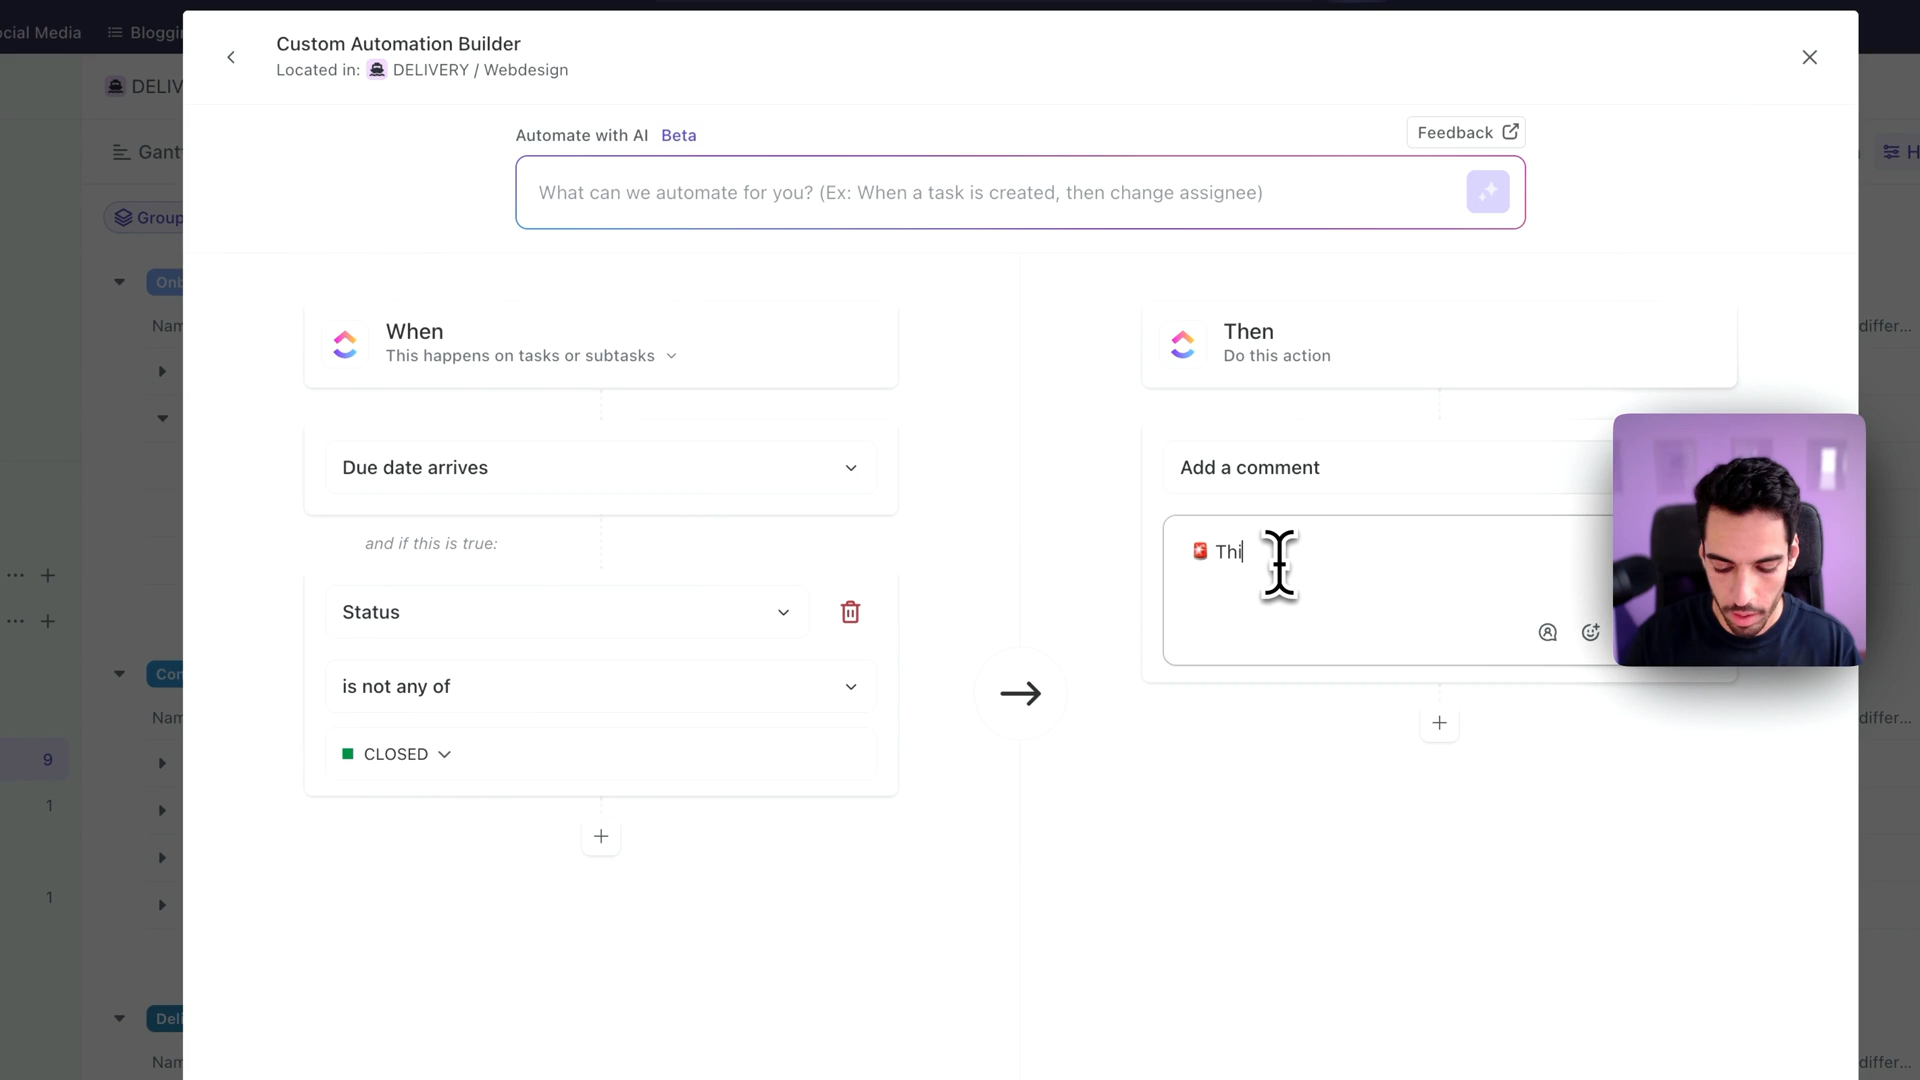 ocial Media
Bloggi
Custom Automation Builder
Located in: DELIVERY / Webdesign
DELIV
Automate with AI Beta
Feedback
Gant
H
What can we automate for you? (Ex: When a task is created, then change assignee)
Group
Onb
Nam
When
This happens on tasks or subtasks
Then
Do this action
differ...
Due date arrives
Add a comment
and if this is true:
🚨 Thi
Status
is not any of
CLOSED
Con
Nam
differ...
9
1
1
Deli
Nam
differ...